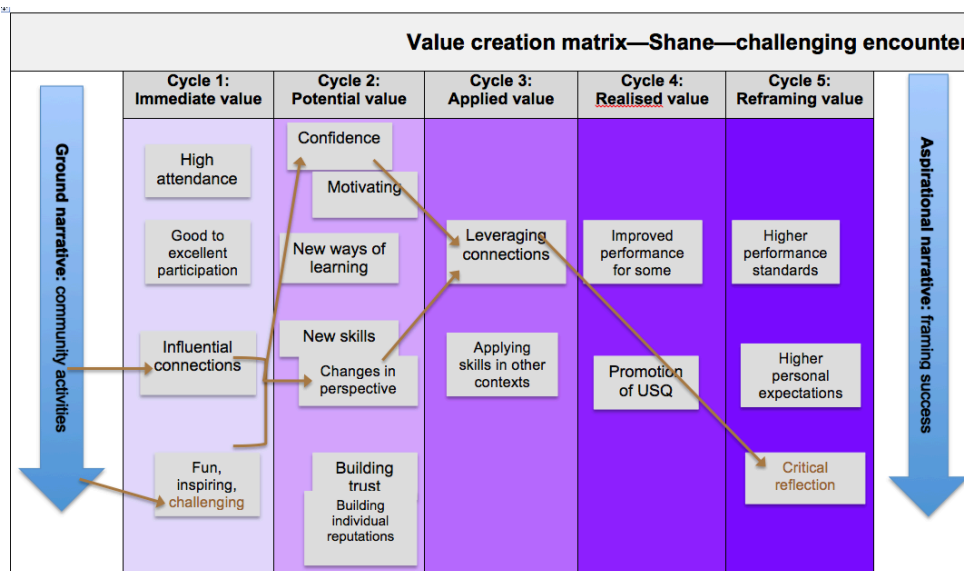 Value creation matrix—Shane—challenging encounter
Cycle 1:
Immediate value
Cycle 2:
Potential value
Cycle 3:
Applied value
Cycle 4:
Realised value
Cycle 5:
Reframing value
Ground narrative: community activities
High
attendance
Good to
excellent
participation
Influential
connections
Fun,
inspiring,
challenging
Confidence
Motivating
New ways of
learning
New skills
Changes in
perspective
Building
trust
Building
individual
reputations
Leveraging
connections
Applying
skills in other
contexts
Improved
performance
for some
Promotion
of USQ
Higher
performance
standards
Higher
personal
expectations
Critical
reflection
Aspirational narrative: framing success